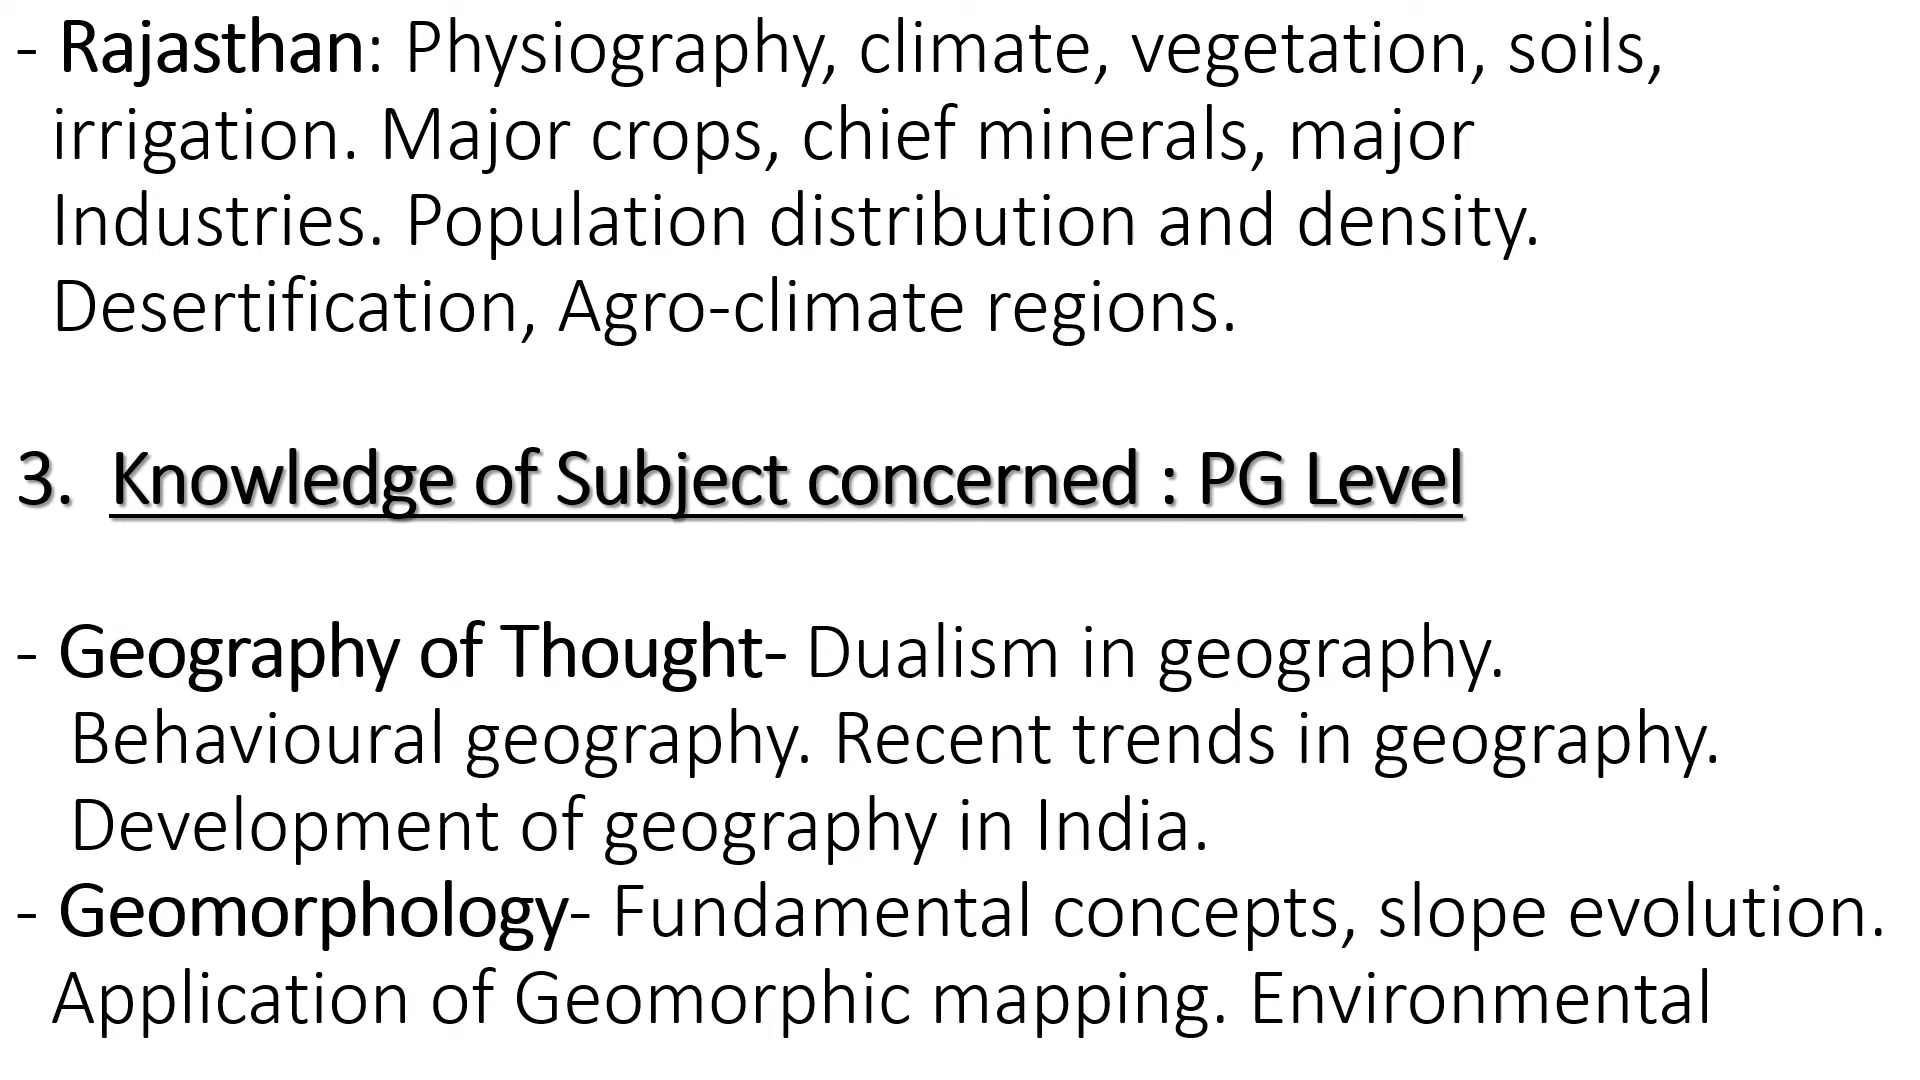 - Rajasthan: Physiography, climate, vegetation, soils,
irrigation. Major crops, chief minerals, major
Industries. Population distribution and density.
Desertification, Agro-climate regions.
3. Knowledge of Subject concerned : PG Level
- Geography of Thought- Dualism in geography.
Behavioural geography. Recent trends in geography.
Development of geography in India.
- Geomorphology- Fundamental concepts, slope evolution.
Application of Geomorphic mapping. Environmental